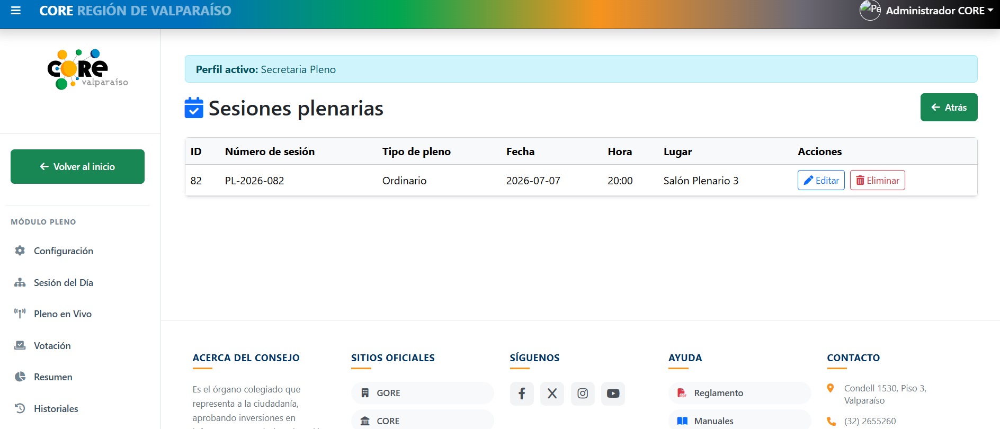 CORE REGIÓN DE VALPARAÍSO
Administrador CORE
CORE
valparaíso
Perfil activo: Secretaria Pleno
Sesiones plenarias
Atrás
ID Número de sesión Tipo de pleno Fecha Hora Lugar Acciones
82 PL-2026-082 Ordinario 2026-07-07 20:00 Salón Plenario 3 Editar Eliminar
Volver al inicio
MÓDULO PLENO
Configuración
Sesión del Día
Pleno en Vivo
Votación
Resumen
Historiales
ACERCA DEL CONSEJO
Es el órgano colegiado que
representa a la ciudadanía,
aprobando inversiones en
SITIOS OFICIALES
GORE
CORE
SÍGUENOS
AYUDA
Reglamento
Manuales
CONTACTO
Condell 1530, Piso 3,
Valparaíso
(32) 2655260